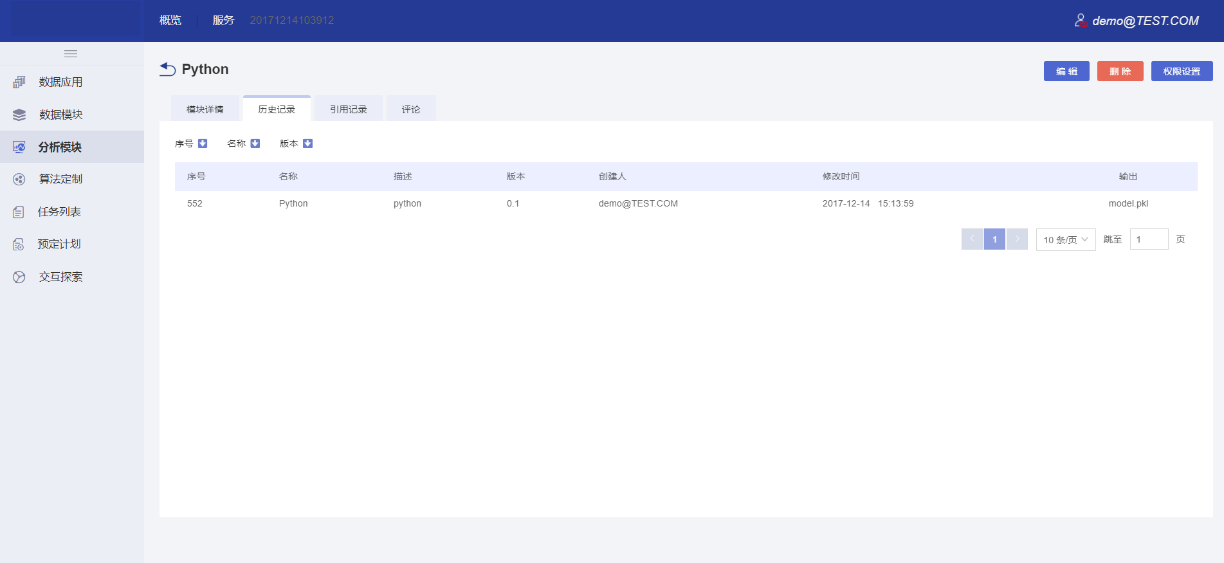 概览 服务 20171214103912 demo@TEST.COM
数据应用
数据模块
分析模块
算法定制
任务列表
预定计划
交互探索
Python 编 辑 删 除 权限设置
模块详情 历史记录 引用记录 评论
序号 名称 版本
序号 名称 描述 版本 创建人 修改时间 输出
552 Python python 0.1 demo@TEST.COM 2017-12-14 15:13:59 model.pkl
1 10 条/页 跳至 1 页